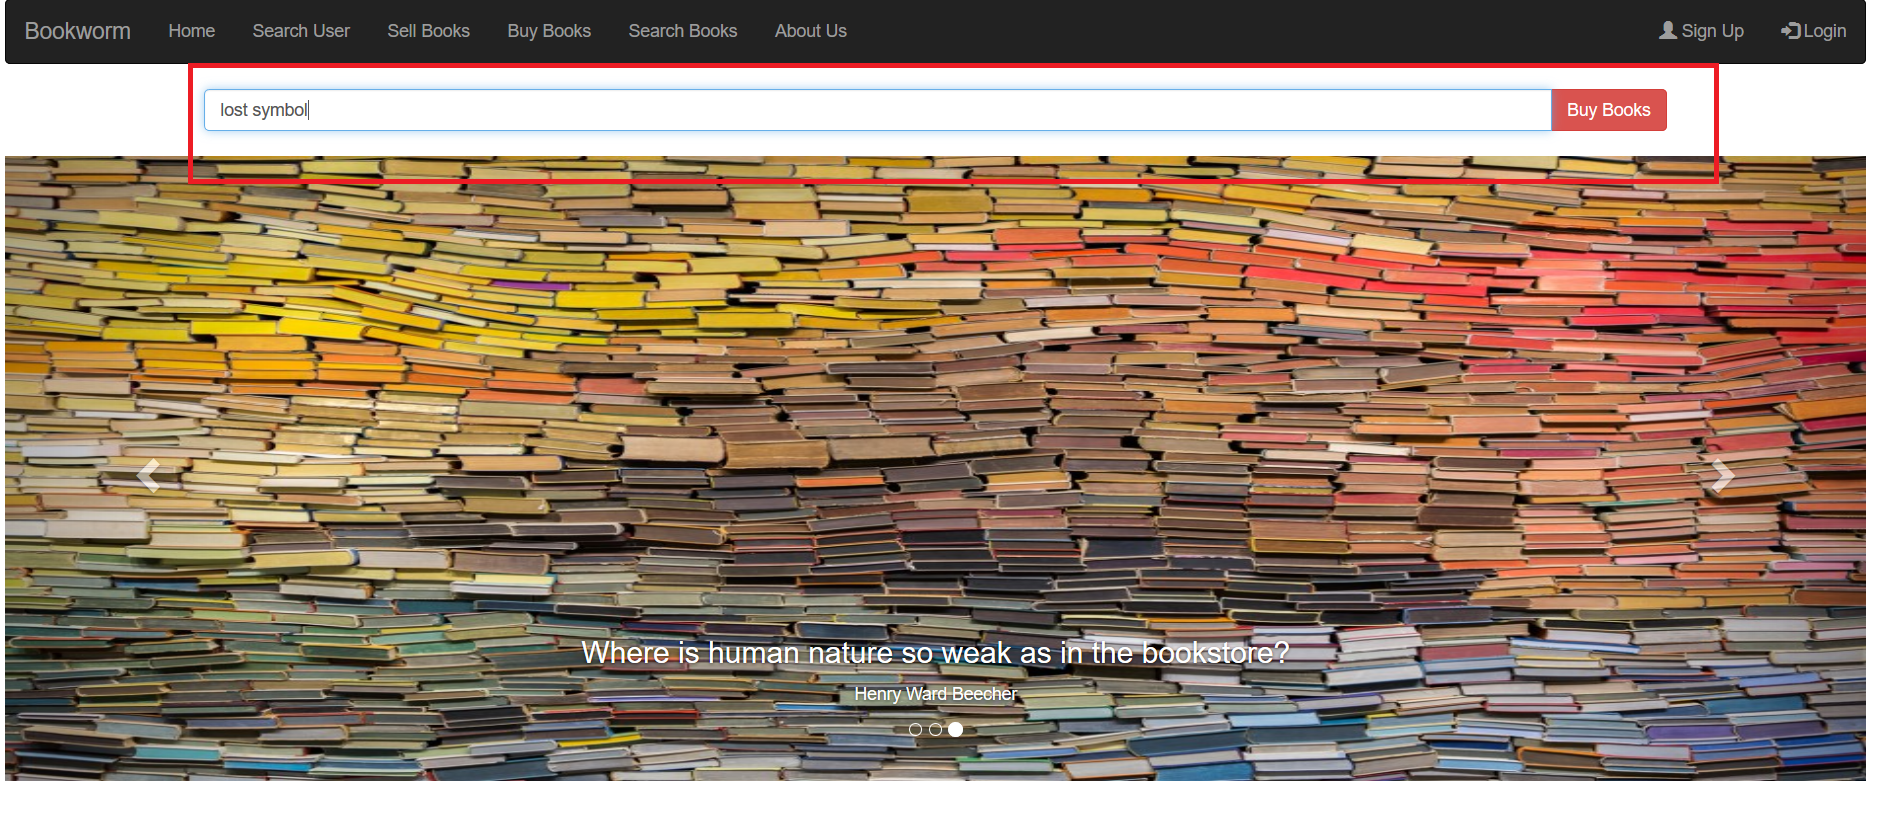 Bookworm Home Search User Sell Books Buy Books Search Books About Us Sign Up Login
lost symbol Buy Books
Where is human nature so weak as in the bookstore?
Henry Ward Beecher